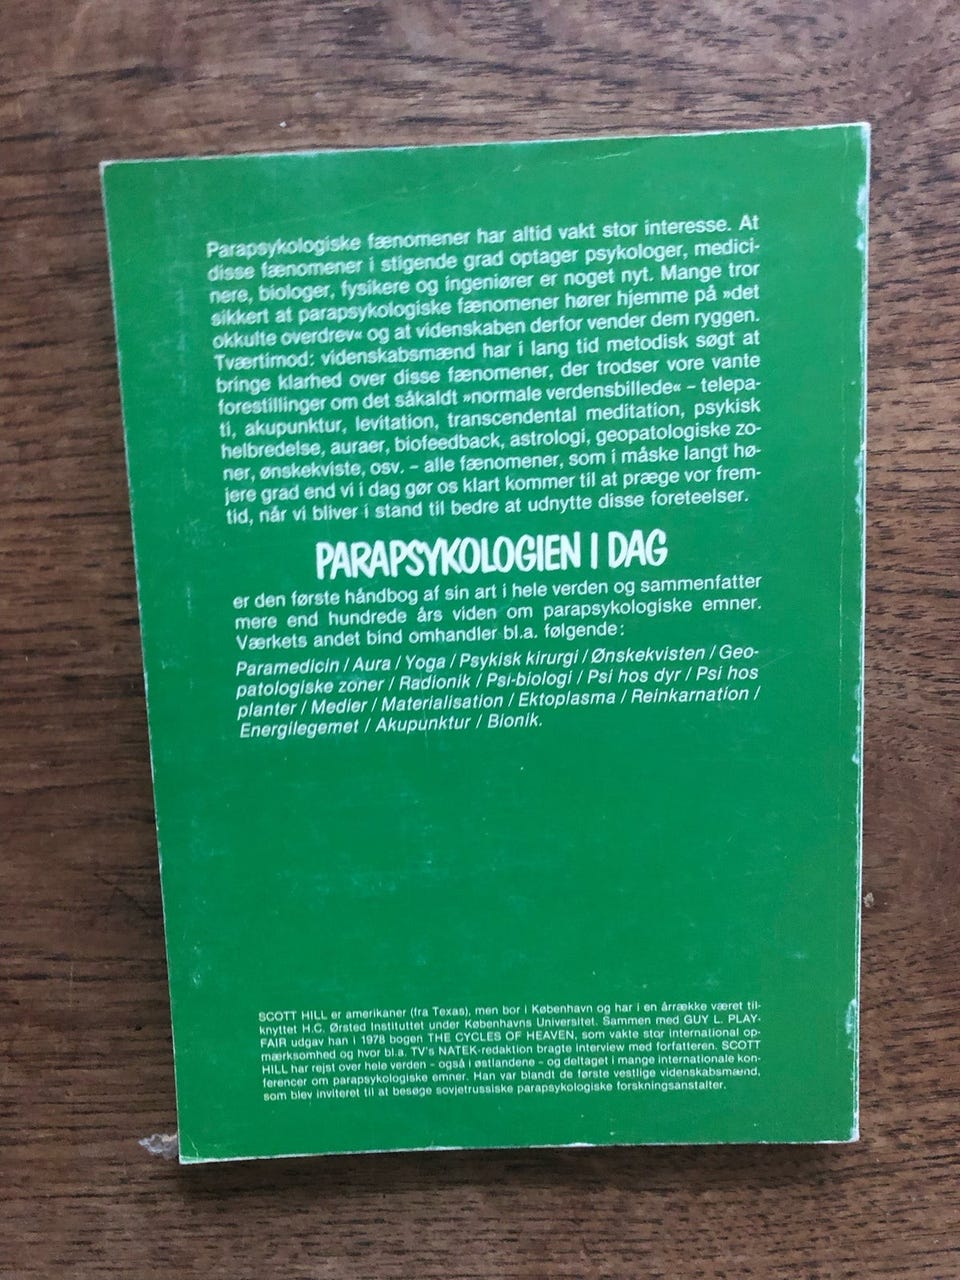 Parapsykologiske fænomener har altid vakt stor interesse. At
disse fænomener i stigende grad optager psykologer, medici-
nere, biologer, fysikere og ingeniører er noget nyt. Mange tror
sikkert at parapsykologiske fænomener hører hjemme på »det
okkulte overdrev« og at videnskaben derfor vender dem ryggen.
Tværtimod: videnskabsmænd har i lang tid metodisk søgt at
bringe klarhed over disse fænomener, der trodser vore vante
forestillinger om det såkaldt »normale verdensbillede« – telepa-
ti, akupunktur, levitation, transcendental meditation, psykisk
helbredelse, auraer, biofeedback, astrologi, geopatologiske zo-
ner, ønskekviste, osv. – alle fænomener, som i måske langt hø-
jere grad end vi i dag gør os klart kommer til at præge vor frem-
tid, når vi bliver i stand til bedre at udnytte disse foreteelser.
PARAPSYKOLOGIEN I DAG
er den første håndbog af sin art i hele verden og sammenfatter
mere end hundrede års viden om parapsykologiske emner.
Værkets andet bind omhandler bl.a. følgende:
Paramedicin / Aura / Yoga / Psykisk kirurgi / Ønskekvisten / Geo-
patologiske zoner / Radionik / Psi-biologi / Psi hos dyr / Psi hos
planter / Medier / Materialisation / Ektoplasma / Reinkarnation /
Energilegemet / Akupunktur / Bionik.
SCOTT HILL er amerikaner (fra Texas), men bor i København og har i en årrække været til-
knyttet H.C. Ørsted Instituttet under Københavns Universitet. Sammen med GUY L. PLAY-
FAIR udgav han i 1978 bogen THE CYCLES OF HEAVEN, som vakte stor international op-
mærksomhed og hvor bl.a. TV's NATEK-redaktion bragte interview med forfatteren. SCOTT
HILL har rejst over hele verden - også i østlandene - og deltaget i mange internationale kon-
ferencer om parapsykologiske emner. Han var blandt de første vestlige videnskabsmænd,
som blev inviteret til at besøge sovjetrussiske parapsykologiske forskningsanstalter.